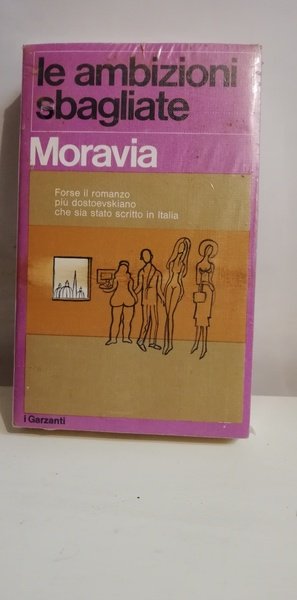 le ambizioni
sbagliate
Moravia
Forse il romanzo
più dostoevskiano
che sia stato scritto in Italia
i Garzanti